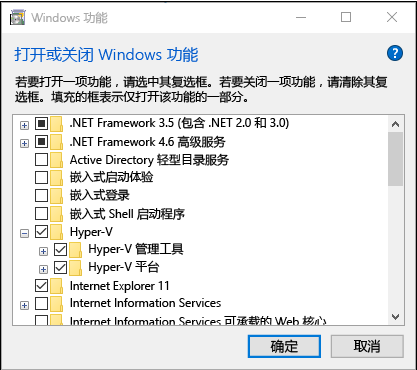 Windows 功能
打开或关闭 Windows 功能
若要打开一项功能，请选中其复选框。若要关闭一项功能，请清除其复
选框。填充的框表示仅打开该功能的一部分。
.NET Framework 3.5 (包含 .NET 2.0 和 3.0)
.NET Framework 4.6 高级服务
Active Directory 轻型目录服务
嵌入式启动体验
嵌入式登录
嵌入式 Shell 启动程序
Hyper-V
Hyper-V 管理工具
Hyper-V 平台
Internet Explorer 11
Internet Information Services
Internet Information Services 可承载的 Web 核心
确定
取消